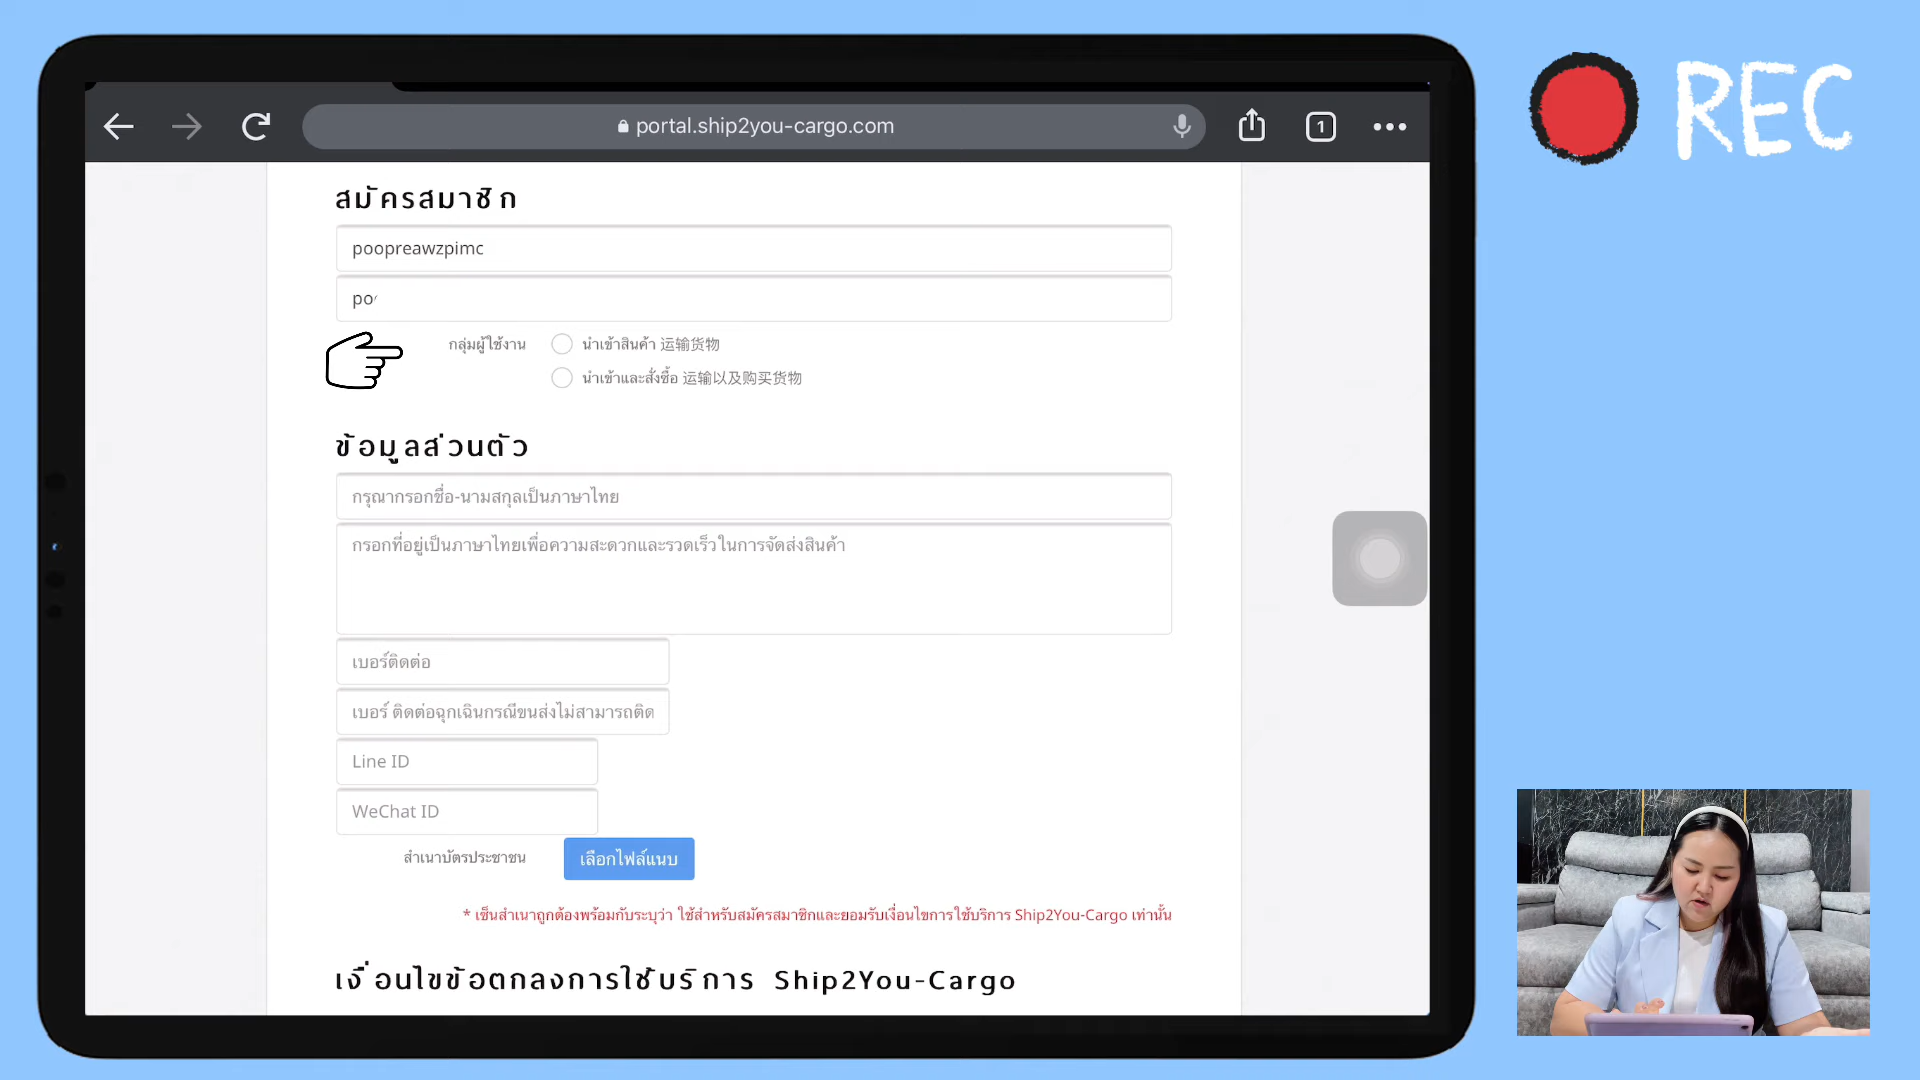 REC
portal.ship2you-cargo.com
1
สมัครสมาชิก
poopreawzpimc
po
กลุ่มผู้ใช้งาน
นำเข้าสินค้า 运输货物
นำเข้าและสั่งซื้อ 运输以及购买货物
ข้อมูลส่วนตัว
กรุณากรอกชื่อ-นามสกุลเป็นภาษาไทย
กรอกที่อยู่เป็นภาษาไทยเพื่อความสะดวกและรวดเร็วในการจัดส่งสินค้า
เบอร์ติดต่อ
เบอร์ ติดต่อฉุกเฉินกรณีขนส่งไม่สามารถติด
Line ID
WeChat ID
สำเนาบัตรประชาชน
เลือกไฟล์แนบ
* เซ็นสำเนาถูกต้องพร้อมกับระบุว่า ใช้สำหรับสมัครสมาชิกและยอมรับเงื่อนไขการใช้บริการ Ship2You-Cargo เท่านั้น
เงื่อนไขข้อตกลงการใช้บริการ Ship2You-Cargo